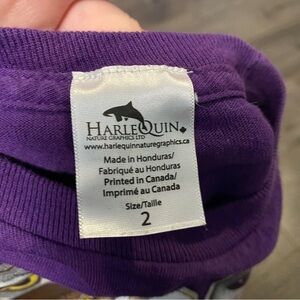 HARLEQUIN
NATURE GRAPHICS LTD
www.harlequinnaturegraphics.ca
Made in Honduras/
Fabriqué au Honduras
Printed in Canada/
Imprimé au Canada
Size/Taille
2